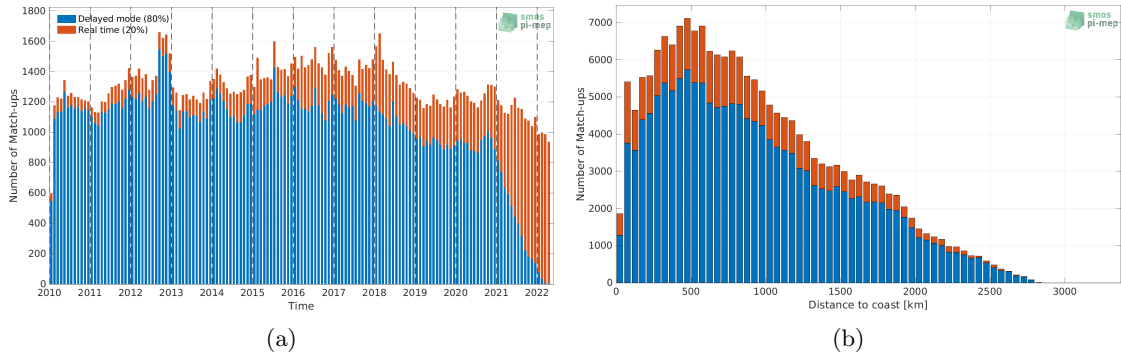 Delayed mode (80%)
Real time (20%)
smos
pi-mep
Number of Match-ups
1800
1600
1400
1200
1000
800
600
400
200
0
2010 2011 2012 2013 2014 2015 2016 2017 2018 2019 2020 2021 2022
Time
(a)
smos
pi-mep
Number of Match-ups
7000
6000
5000
4000
3000
2000
1000
0
0 500 1000 1500 2000 2500 3000
Distance to coast [km]
(b)